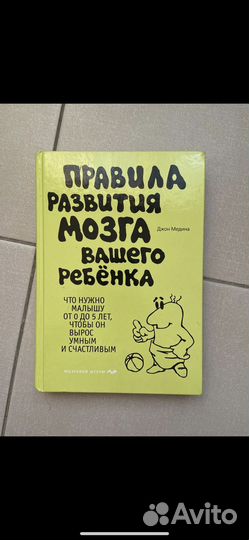 ПРАВИЛА
Джон Медина
РАЗВИТИЯ
МОЗГА
ВАШЕГО
РЕБЁНКА
ЧТО НУЖНО
МАЛЫШУ
ОТ 0 ДО 5 ЛЕТ,
ЧТОБЫ ОН
ВЫРОС
УМНЫМ
И СЧАСТЛИВЫМ
Avito